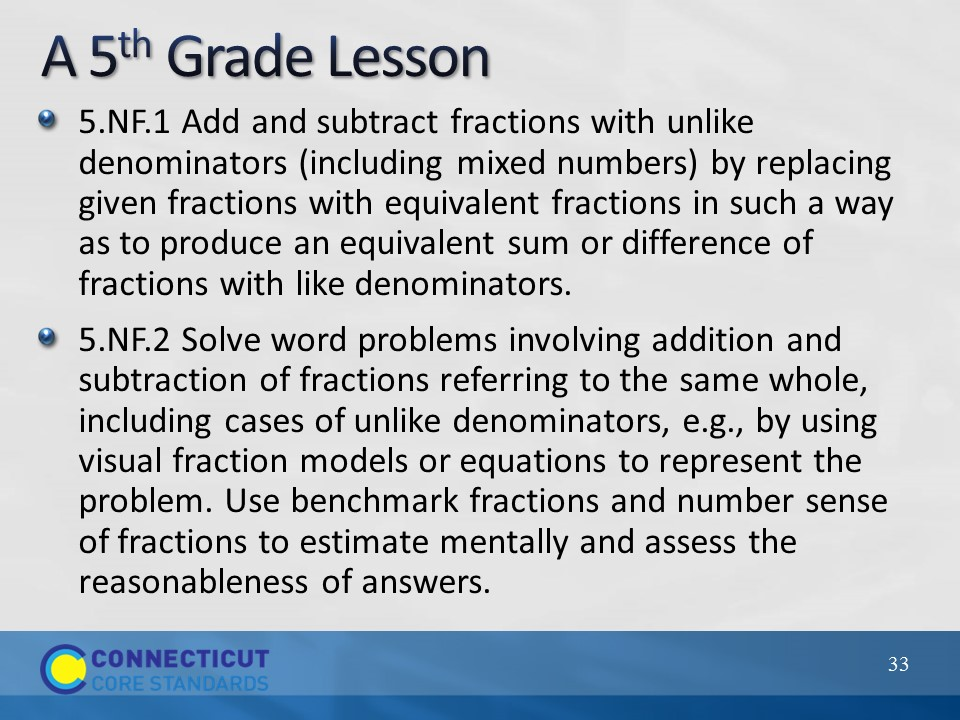 A 5th Grade Lesson
5.NF.1 Add and subtract fractions with unlike
denominators (including mixed numbers) by replacing
given fractions with equivalent fractions in such a way
as to produce an equivalent sum or difference of
fractions with like denominators.
5.NF.2 Solve word problems involving addition and
subtraction of fractions referring to the same whole,
including cases of unlike denominators, e.g., by using
visual fraction models or equations to represent the
problem. Use benchmark fractions and number sense
of fractions to estimate mentally and assess the
reasonableness of answers.
CONNECTICUT
CORE STANDARDS
33